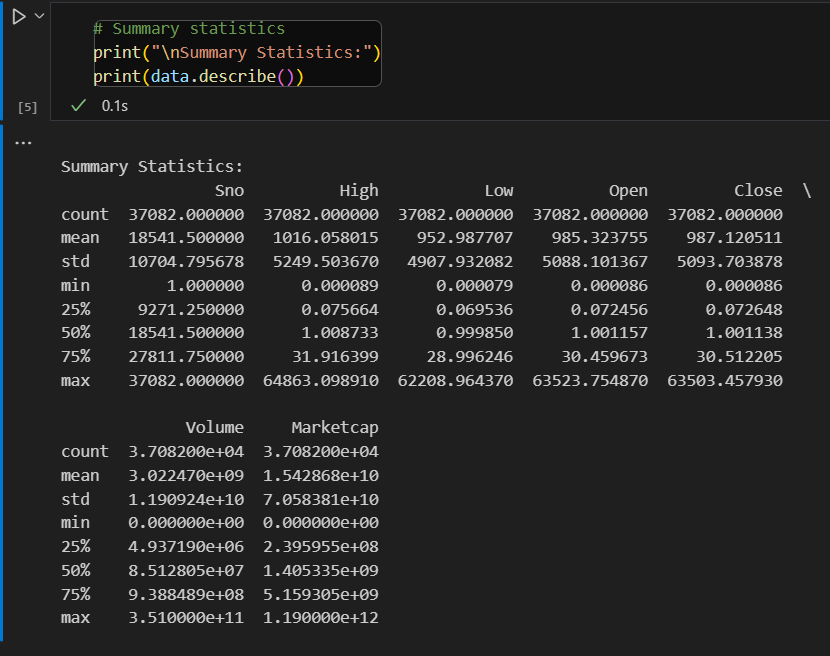 # Summary statistics
print("\nSummary Statistics:")
print(data.describe())
[5] 0.1s
...
Summary Statistics:
Sno High Low Open Close \
count 37082.000000 37082.000000 37082.000000 37082.000000 37082.000000
mean 18541.500000 1016.058015 952.987707 985.323755 987.120511
std 10704.795678 5249.503670 4907.932082 5088.101367 5093.703878
min 1.000000 0.000089 0.000079 0.000086 0.000086
25% 9271.250000 0.075664 0.069536 0.072456 0.072648
50% 18541.500000 1.008733 0.999850 1.001157 1.001138
75% 27811.750000 31.916399 28.996246 30.459673 30.512205
max 37082.000000 64863.098910 62208.964370 63523.754870 63503.457930
Volume Marketcap
count 3.708200e+04 3.708200e+04
mean 3.022470e+09 1.542868e+10
std 1.190924e+10 7.058381e+10
min 0.000000e+00 0.000000e+00
25% 4.937190e+06 2.395955e+08
50% 8.512805e+07 1.405335e+09
75% 9.388489e+08 5.159305e+09
max 3.510000e+11 1.190000e+12